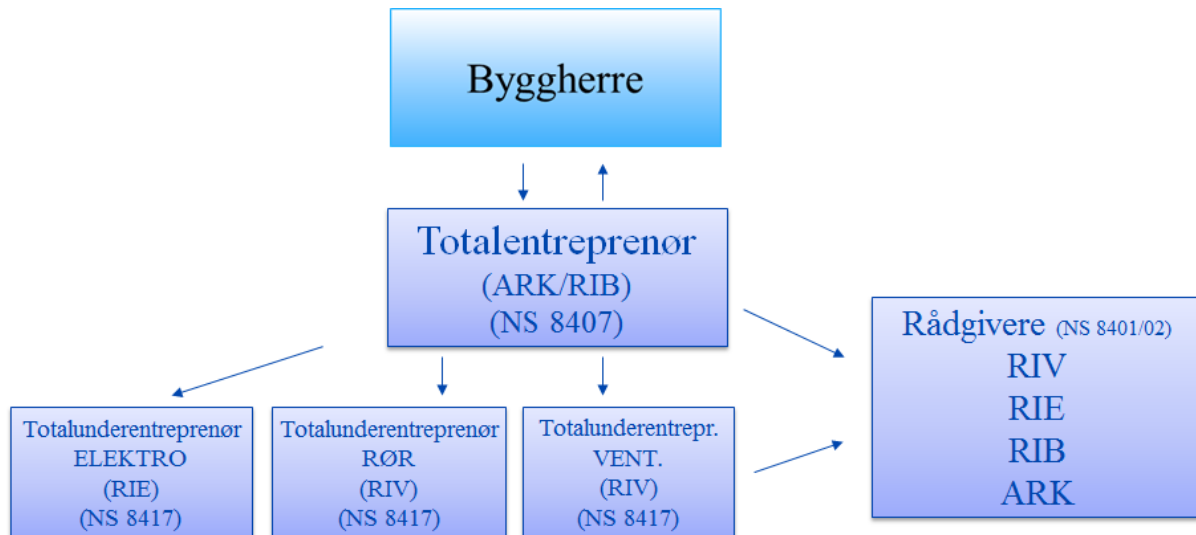 Byggherre
Totalentreprenør
(ARK/RIB)
(NS 8407)
Rådgivere (NS 8401/02)
RIV
RIE
RIB
ARK
Totalunderentreprenør
ELEKTRO
(RIE)
(NS 8417)
Totalunderentreprenør
RØR
(RIV)
(NS 8417)
Totalunderentrepr.
VENT.
(RIV)
(NS 8417)